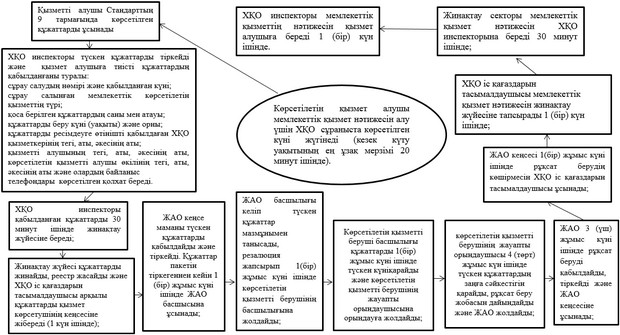 Қызметті алушы Стандарттың
9 тармағында көрсетілген
құжаттарды ұсынады
ХҚО инспекторы түскен құжаттарды тіркейді
және қызмет алушыға тиісті құжаттардың
қабылданғаны туралы:
сұрау салудың нөмірі және қабылданған күні;
сұрау салынған мемлекеттік көрсетілетін
қызметтің түрі;
қоса берілген құжаттардың саны мен атауы;
құжаттарды беру күні (уақыты) және орны;
құжаттарды ресімдеуге өтінішті қабылдаған ХҚО
қызметкерінің тегі, аты, әкесінің аты;
қызметті алушының тегі, аты, әкесінің аты,
көрсетілетін қызметті алушы өкілінің тегі, аты,
әкесінің аты және олардың байланыс
телефондары көрсетілген қолхат береді.
ХҚО инспекторы
қабылданған құжаттарды 30
минут ішінде жинақтау
жүйесіне береді;
Жинақтау жүйесі құжаттарды
жинайды, реестр жасайды және
ХҚО іс қағаздарын
тасымалдаушысы арқылы
құжаттарды қызмет
көрсетушінің кеңсесіне
жібереді (1 күн ішінде);
ЖАО кеңсе
маманы түскен
құжаттарды
қабылдайды және
тіркейді. Құжаттар
пакетін
тіркегеннен кейін 1
(бір) жұмыс күні
ішінде ЖАО
басшысына
ұсынады;
ЖАО басшылығы
келіп түскен
құжаттар
мазмұнымен
танысады,
резалюция
жапсырып 1(бір)
жұмыс күні ішінде
көрсетілетін
қызметті берушінің
басшылығына
жолдайды;
Көрсетілетін қызметті
беруші басшылығы
құжаттарды 1(бір)
жұмыс күні ішінде
түскен күнікарайды
және көрсетілетін
қызметті берушінің
жауапты
орындаушысына
орындауға жолдайды;
көрсетілетін қызметті
берушінің жауапты
орындаушысы 4 (төрт)
жұмыс күн ішінде
түскен құжаттардың
заңға сәйкестігін
қарайды, рұқсат беру
жобасын дайындайды
және ЖАО жолдайды;
ЖАО 3 (үш)
жұмыс күні
ішінде рұқсат
беруді
қабылдайды,
тіркейді және
ЖАО
кеңсесіне
ұсынады;
ЖАО кеңсесі 1(бір) жұмыс күні
ішінде рұқсат берудің
көшірмесін ХҚО іс қағаздарын
тасымалдаушысы ұсынады;
ХҚО іс қағаздарын
тасымалдаушысы мемлекеттік
қызмет нәтижесін жинақтау
жүйесіне тапсырады 1 (бір) күн
ішінде;
Жинақтау секторы мемлекеттік
қызмет нәтижесін ХҚО
инспекторына береді 30 минут
ішінде;
ХҚО инспекторы мемлекеттік
қызметтің нәтижесін қызмет
алушыға береді 1 (бір) күн
ішінде.
Көрсетілетін қызмет алушы
мемлекеттік қызмет нәтижесін алу
үшін ХҚО сұраныста көрсетілген
күні жүгінеді (кезек күту
уақытының ең ұзақ мерзімі 20
минут ішінде).